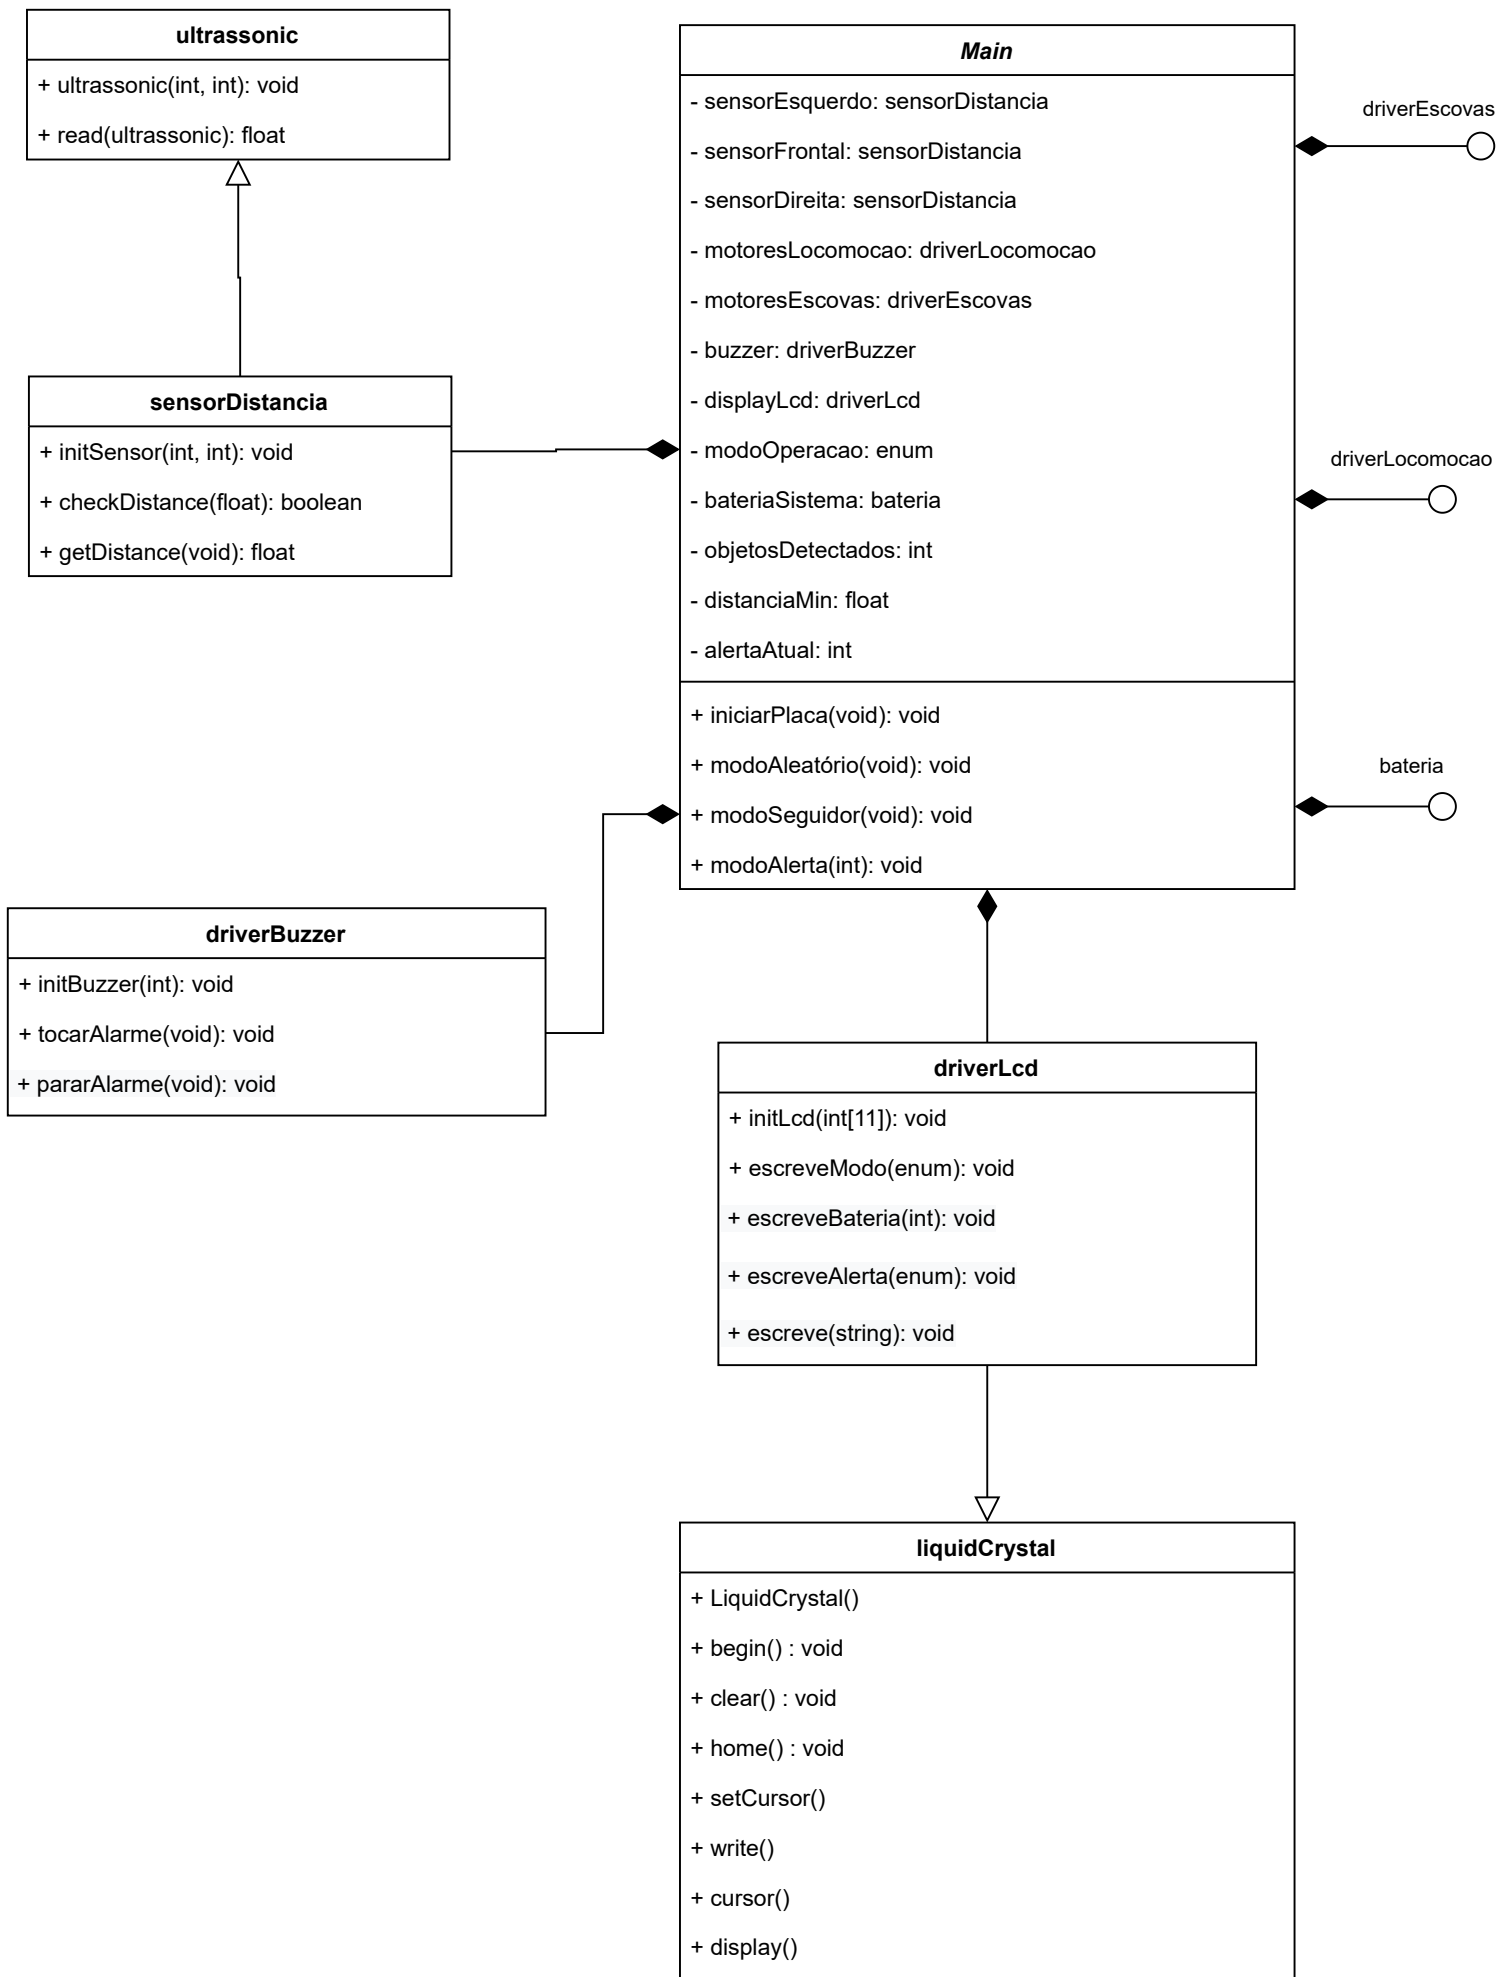 ultrassonic
+ ultrassonic(int, int): void
+ read(ultrassonic): float
sensorDistancia
+ initSensor(int, int): void
+ checkDistance(float): boolean
+ getDistance(void): float
Main
- sensorEsquerdo: sensorDistancia
- sensorFrontal: sensorDistancia
- sensorDireita: sensorDistancia
- motoresLocomocao: driverLocomocao
- motoresEscovas: driverEscovas
- buzzer: driverBuzzer
- displayLcd: driverLcd
- modoOperacao: enum
- bateriaSistema: bateria
- objetosDetectados: int
- distanciaMin: float
- alertaAtual: int
+ iniciarPlaca(void): void
+ modoAleatório(void): void
+ modoSeguidor(void): void
+ modoAlerta(int): void
driverEscovas
driverLocomocao
bateria
driverBuzzer
+ initBuzzer(int): void
+ tocarAlarme(void): void
+ pararAlarme(void): void
driverLcd
+ initLcd(int[11]): void
+ escreveModo(enum): void
+ escreveBateria(int): void
+ escreveAlerta(enum): void
+ escreve(string): void
liquidCrystal
+ LiquidCrystal()
+ begin() : void
+ clear() : void
+ home() : void
+ setCursor()
+ write()
+ cursor()
+ display()